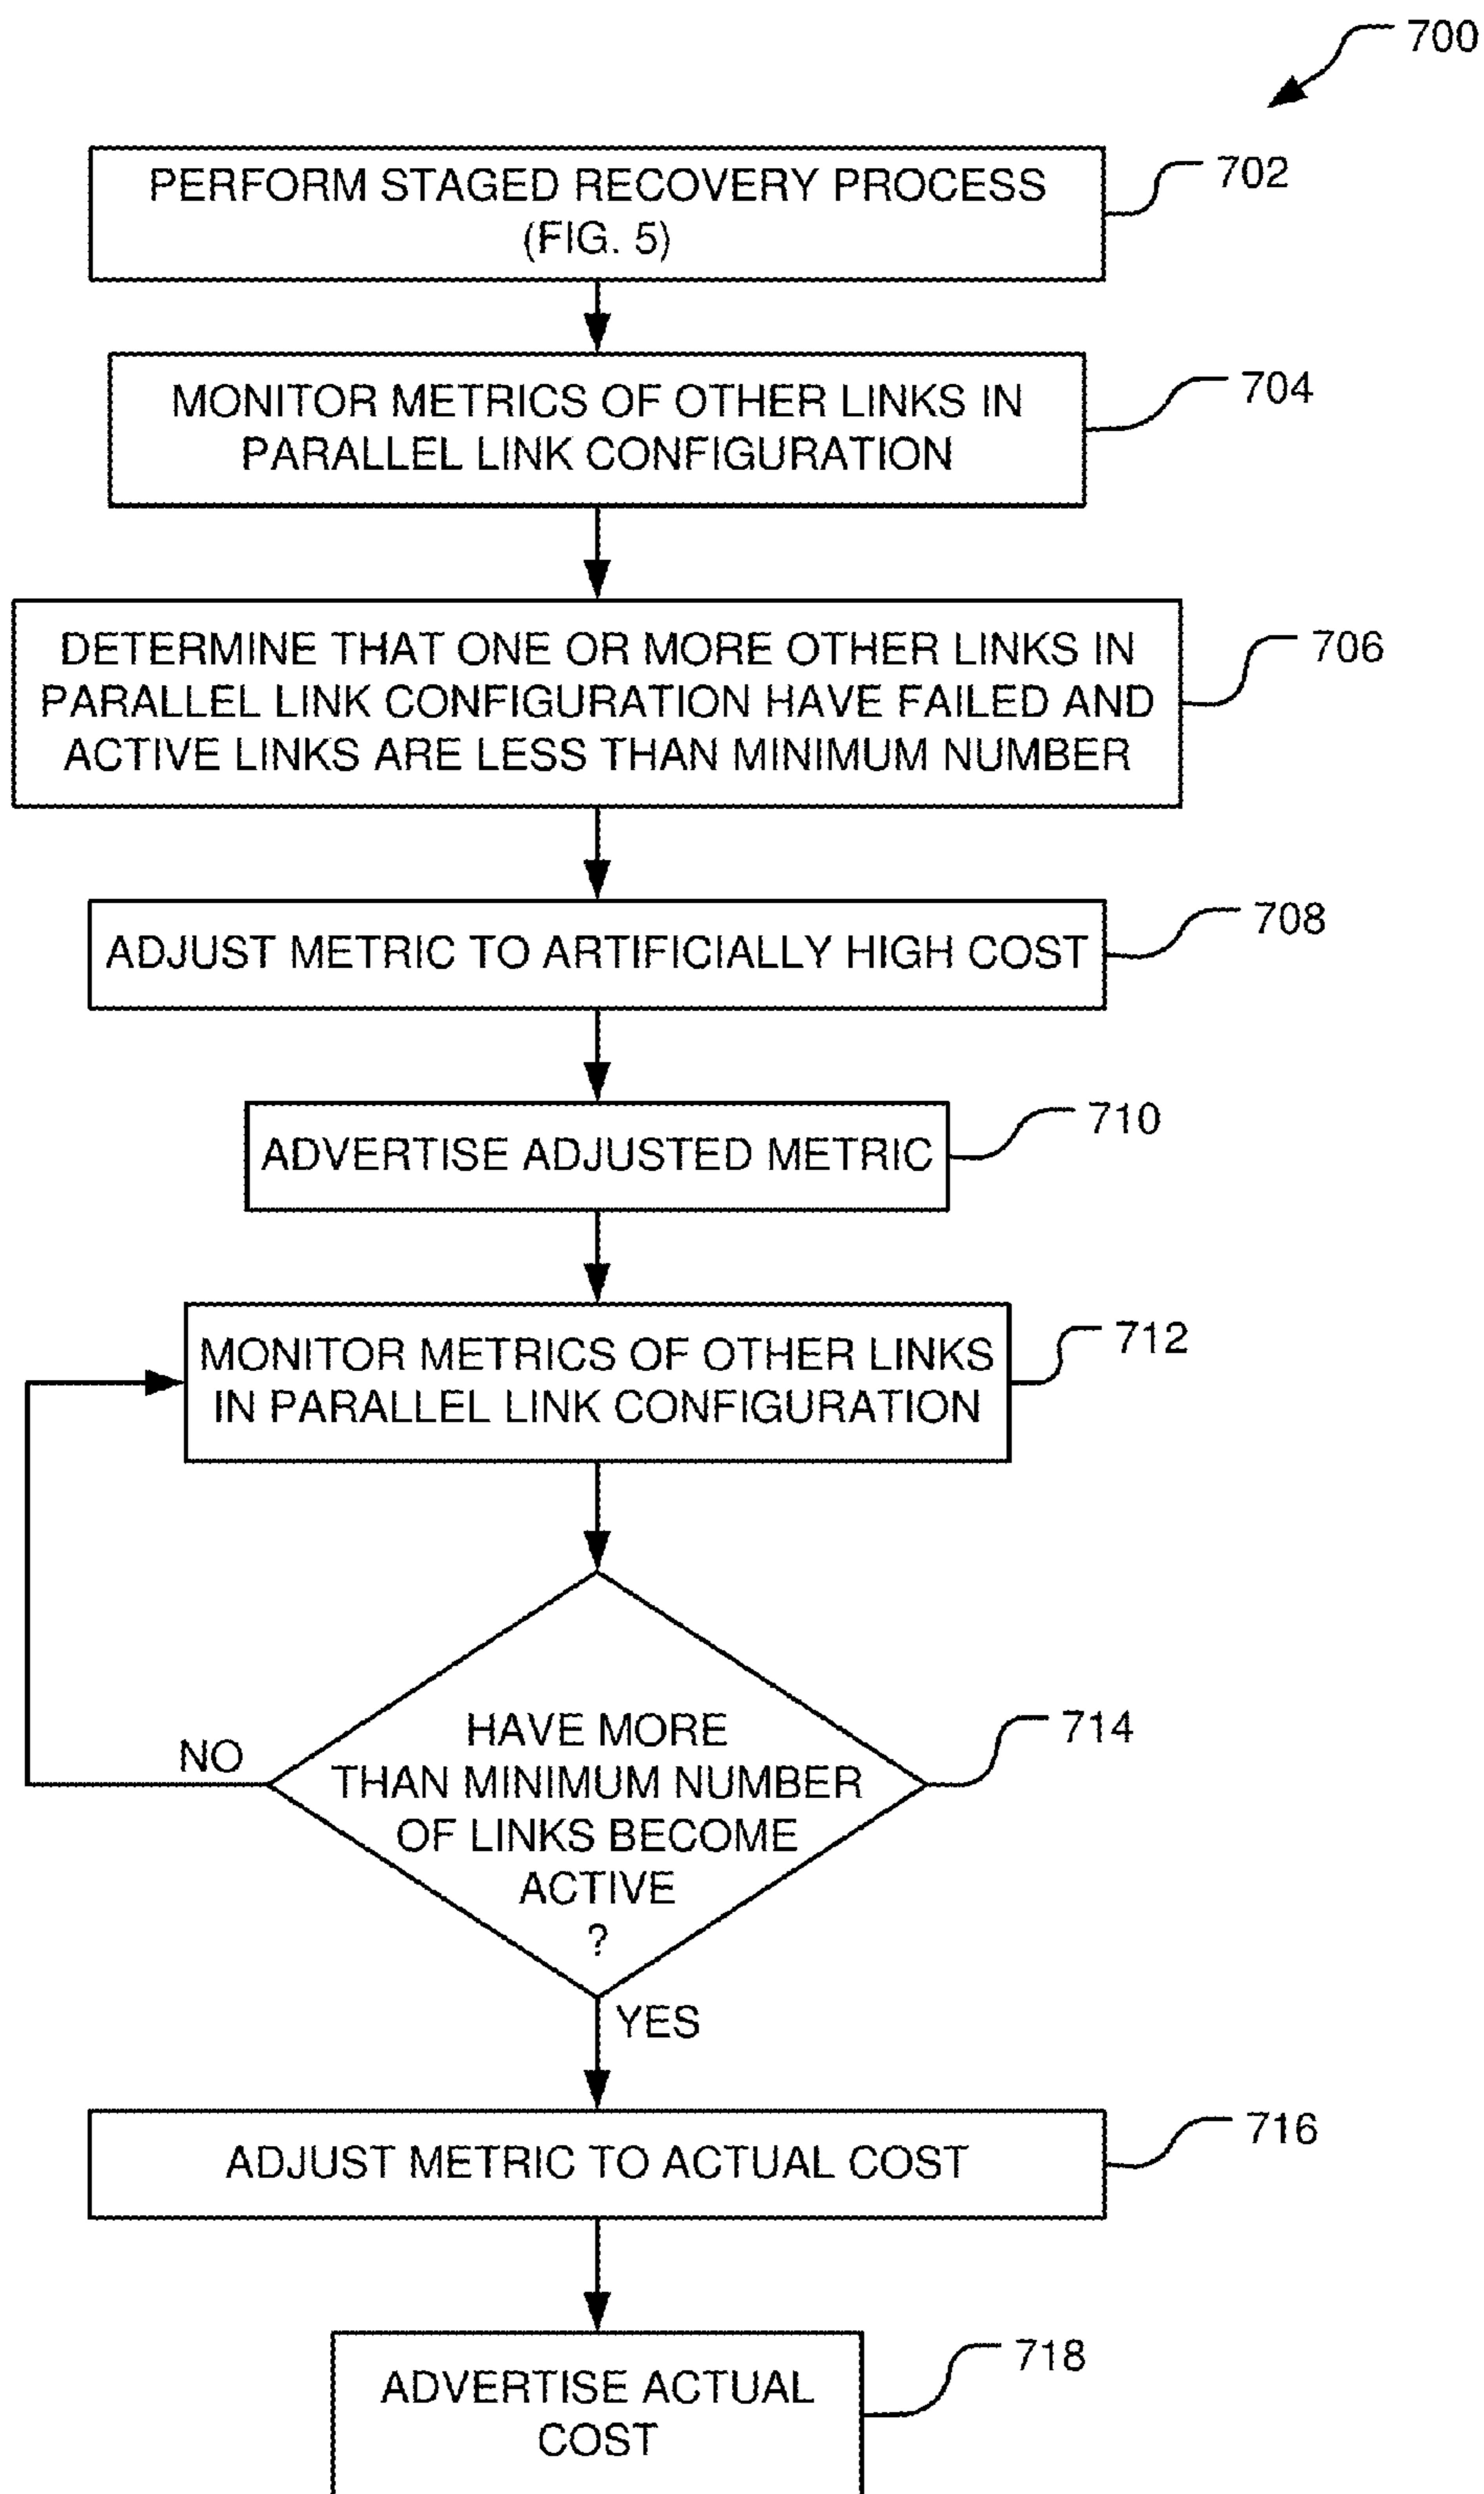 700
PERFORM STAGED RECOVERY PROCESS
(FIG. 5)
702
MONITOR METRICS OF OTHER LINKS IN
PARALLEL LINK CONFIGURATION
704
DETERMINE THAT ONE OR MORE OTHER LINKS IN
PARALLEL LINK CONFIGURATION HAVE FAILED AND
ACTIVE LINKS ARE LESS THAN MINIMUM NUMBER
706
ADJUST METRIC TO ARTIFICIALLY HIGH COST
708
ADVERTISE ADJUSTED METRIC
710
MONITOR METRICS OF OTHER LINKS
IN PARALLEL LINK CONFIGURATION
712
HAVE MORE
THAN MINIMUM NUMBER
OF LINKS BECOME
ACTIVE
?
714
NO
YES
ADJUST METRIC TO ACTUAL COST
716
ADVERTISE ACTUAL
COST
718